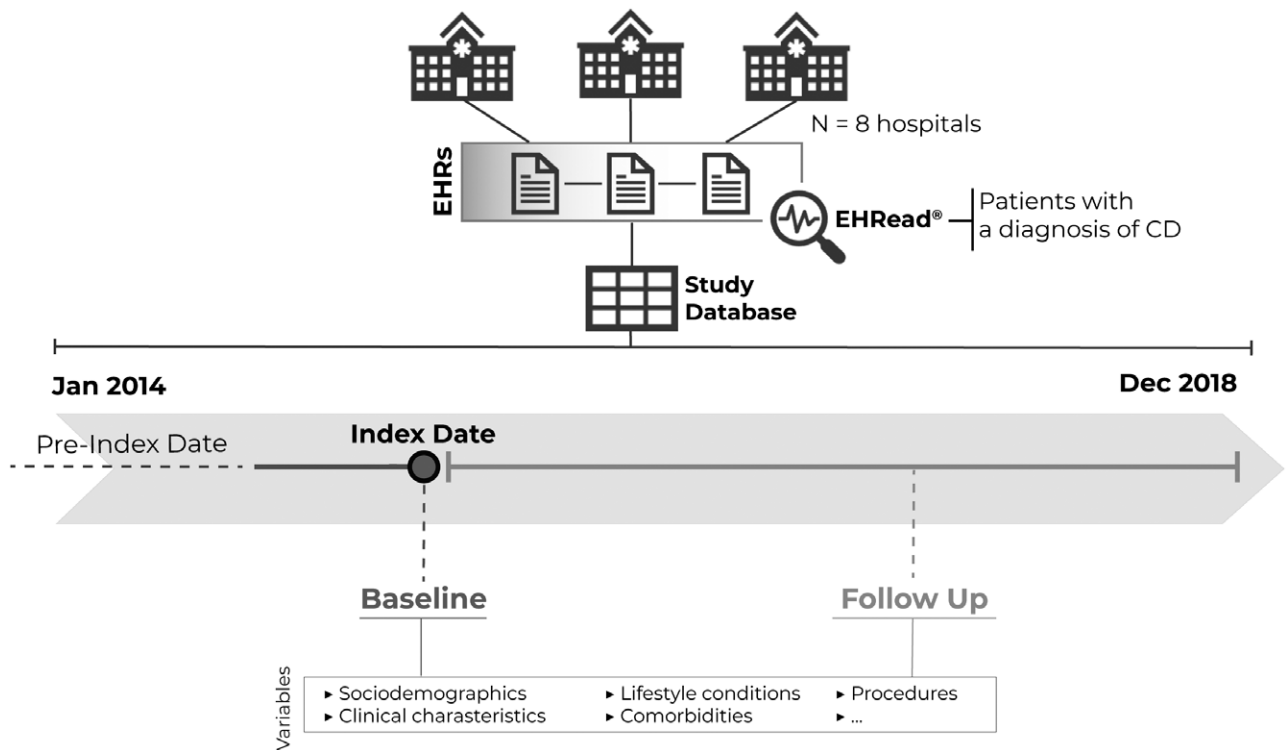 N = 8 hospitals
EHRs
EHRead®
Patients with
a diagnosis of CD
Study
Database
Jan 2014
Dec 2018
Pre-Index Date
Index Date
Baseline
Follow Up
Variables
▸ Sociodemographics
▸ Clinical charasteristics
▸ Lifestyle conditions
▸ Comorbidities
▸ Procedures
▸ ...